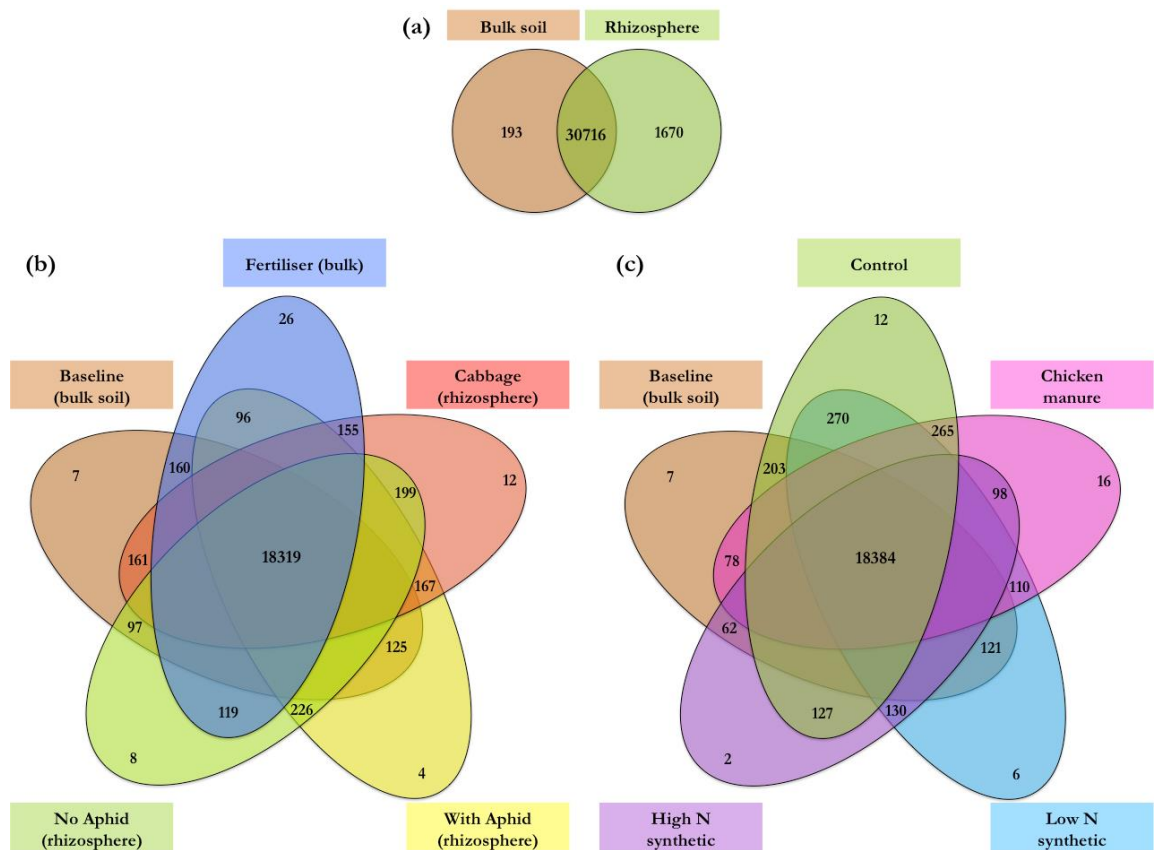 (a)
Bulk soil
Rhizosphere
193
30716
1670
(b)
Fertiliser (bulk)
26
Baseline
(bulk soil)
Cabbage
(rhizosphere)
96
155
7
160
199
12
161
18319
167
97
125
119
226
8
4
No Aphid
(rhizosphere)
With Aphid
(rhizosphere)
(c)
Control
12
Baseline
(bulk soil)
Chicken
manure
270
265
7
203
98
16
78
18384
110
62
121
127
130
2
6
High N
synthetic
Low N
synthetic